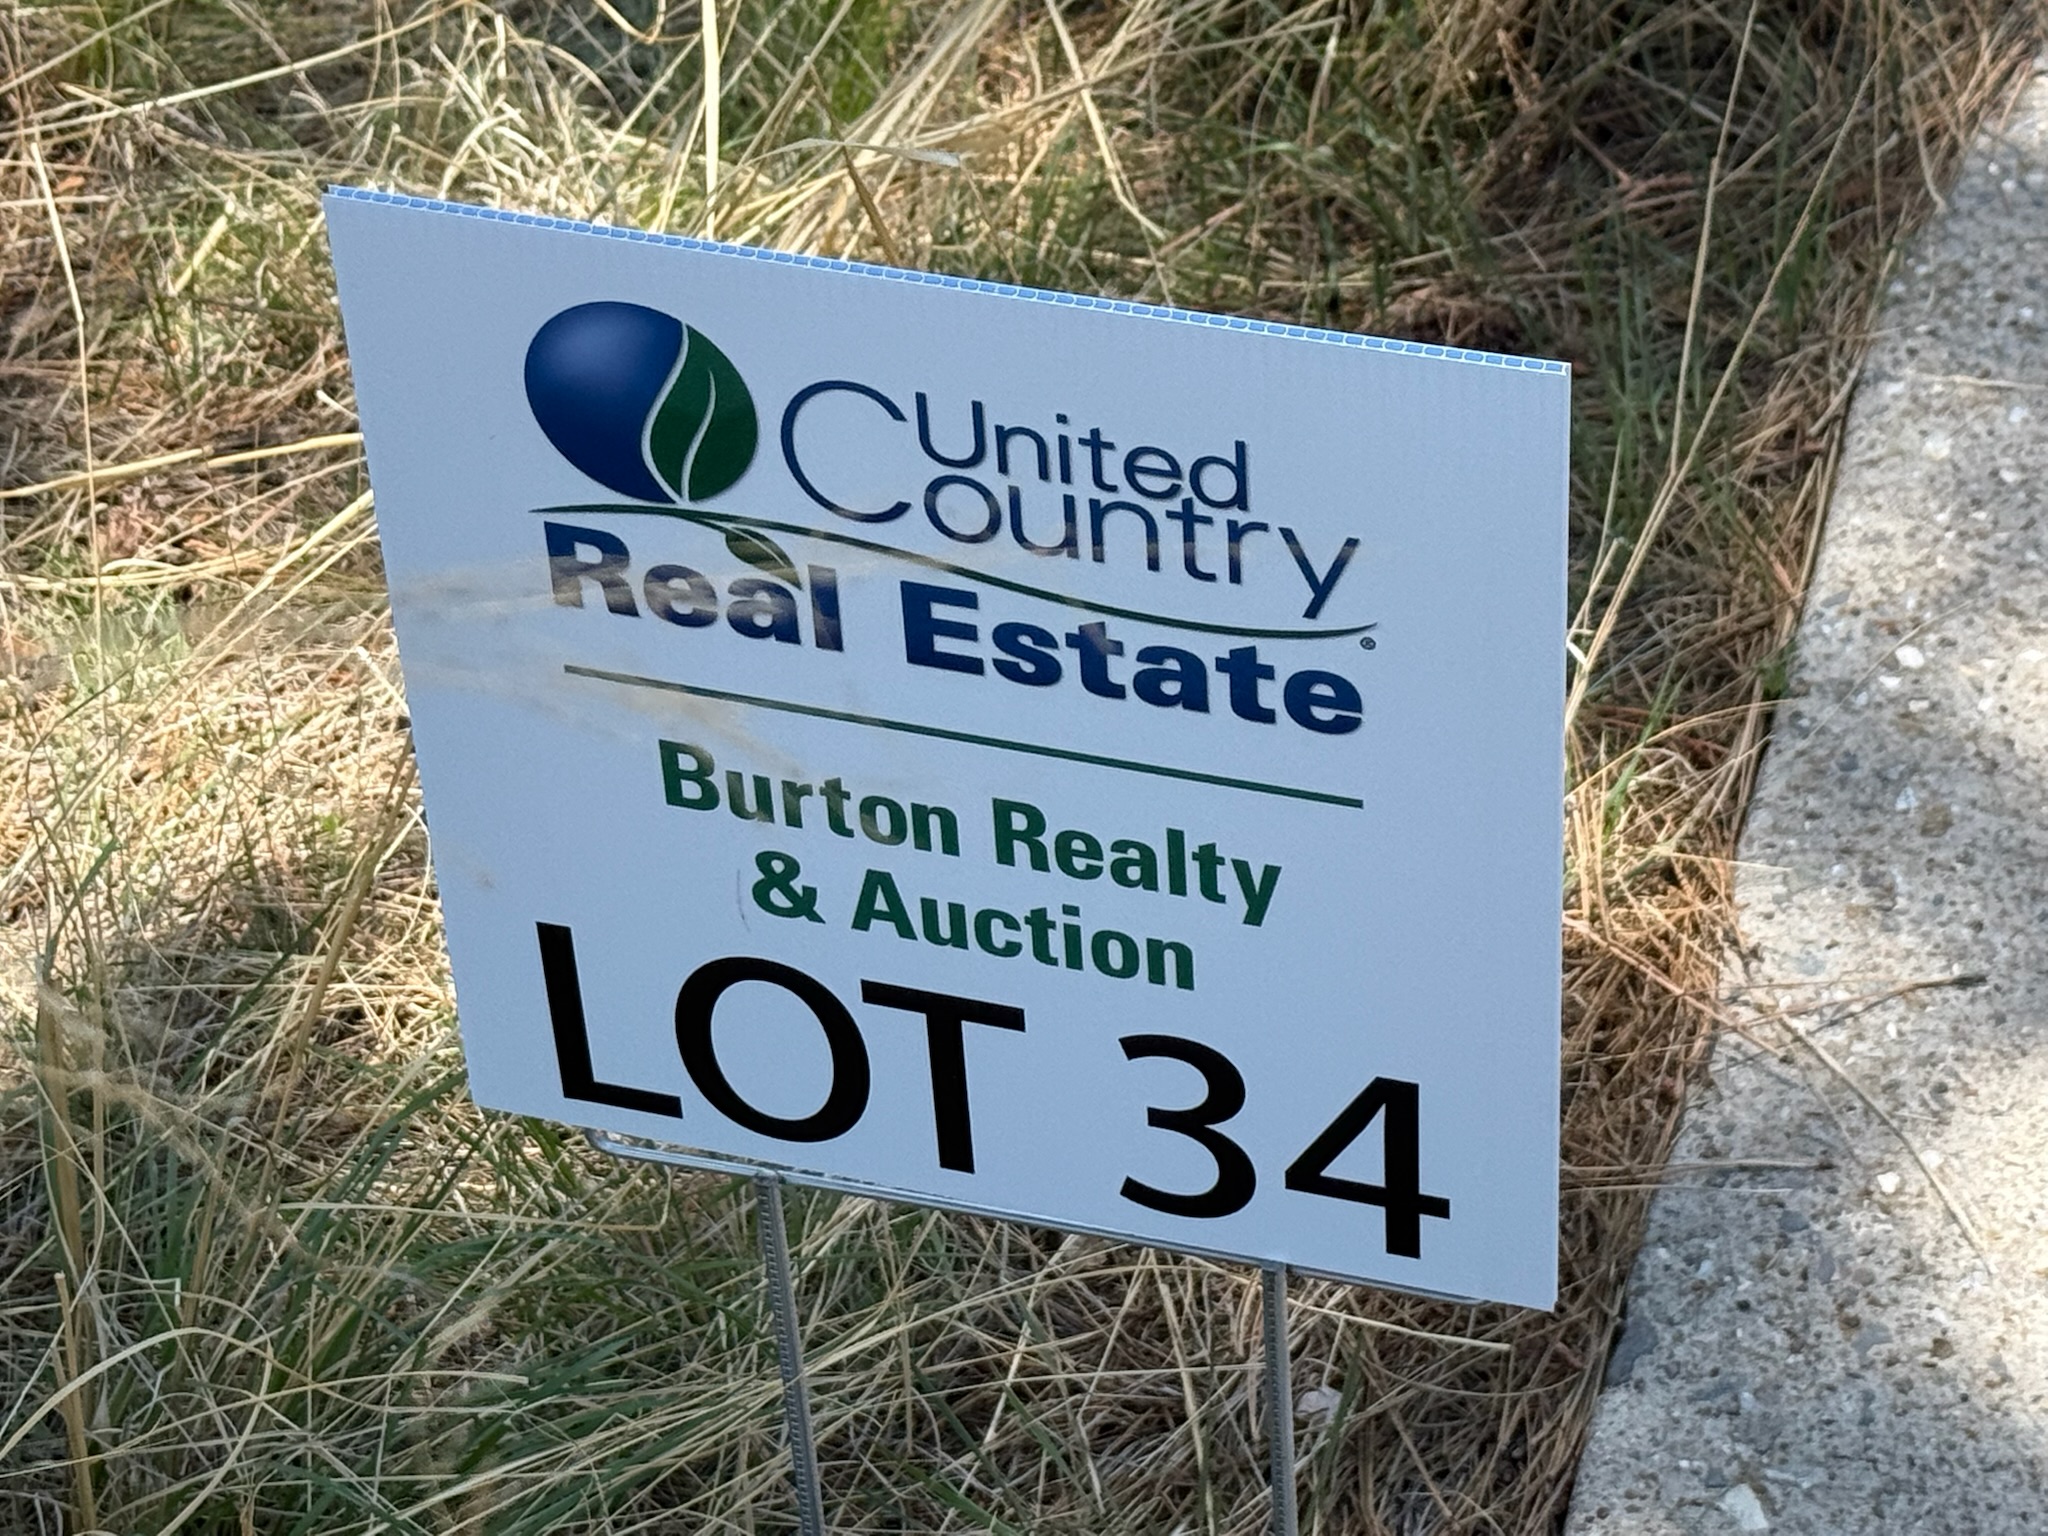 United
Country
Real Estate®
Burton Realty
& Auction
LOT 34